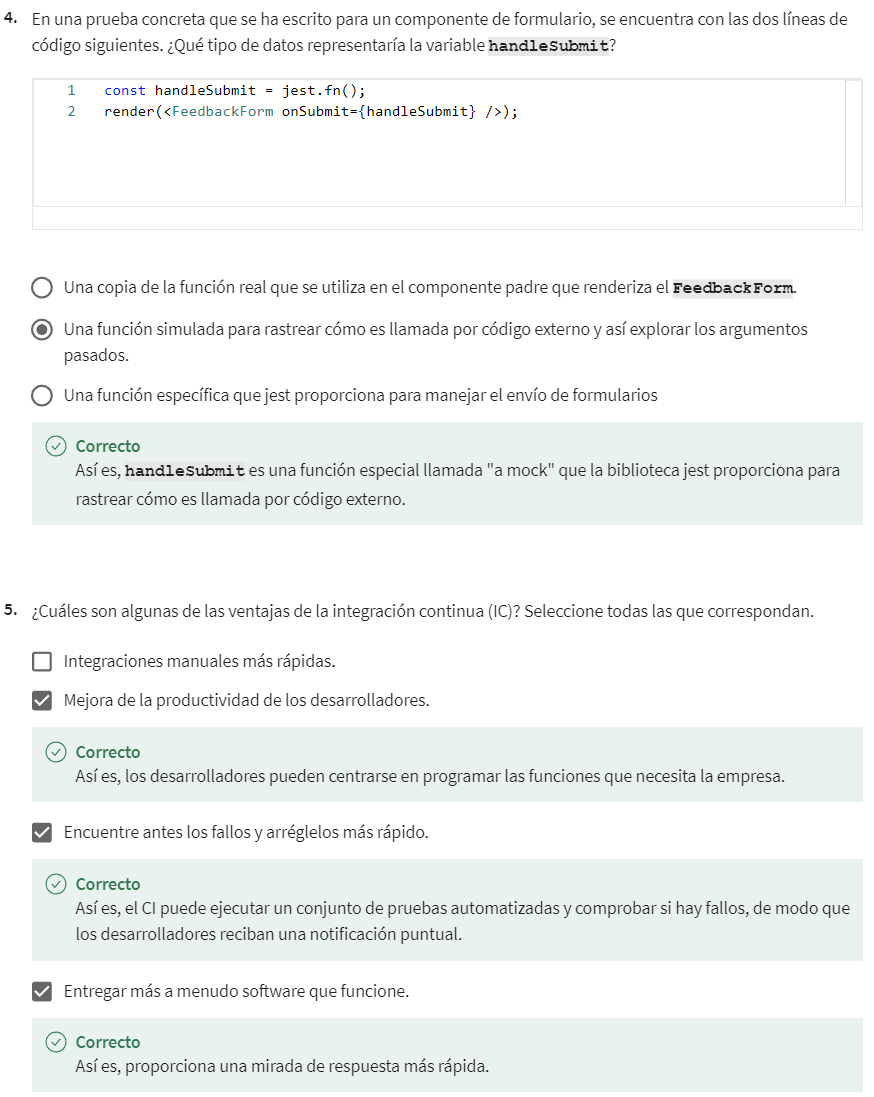 4. En una prueba concreta que se ha escrito para un componente de formulario, se encuentra con las dos líneas de
código siguientes. ¿Qué tipo de datos representaría la variable handleSubmit?
1 const handleSubmit = jest.fn();
2 render(<FeedbackForm onSubmit={handleSubmit} />);
Una copia de la función real que se utiliza en el componente padre que renderiza el FeedbackForm.
Una función simulada para rastrear cómo es llamada por código externo y así explorar los argumentos
pasados.
Una función específica que jest proporciona para manejar el envío de formularios
Correcto
Así es, handleSubmit es una función especial llamada "a mock" que la biblioteca jest proporciona para
rastrear cómo es llamada por código externo.
5. ¿Cuáles son algunas de las ventajas de la integración continua (IC)? Seleccione todas las que correspondan.
Integraciones manuales más rápidas.
Mejora de la productividad de los desarrolladores.
Correcto
Así es, los desarrolladores pueden centrarse en programar las funciones que necesita la empresa.
Encuentre antes los fallos y arréglelos más rápido.
Correcto
Así es, el CI puede ejecutar un conjunto de pruebas automatizadas y comprobar si hay fallos, de modo que
los desarrolladores reciban una notificación puntual.
Entregar más a menudo software que funcione.
Correcto
Así es, proporciona una mirada de respuesta más rápida.